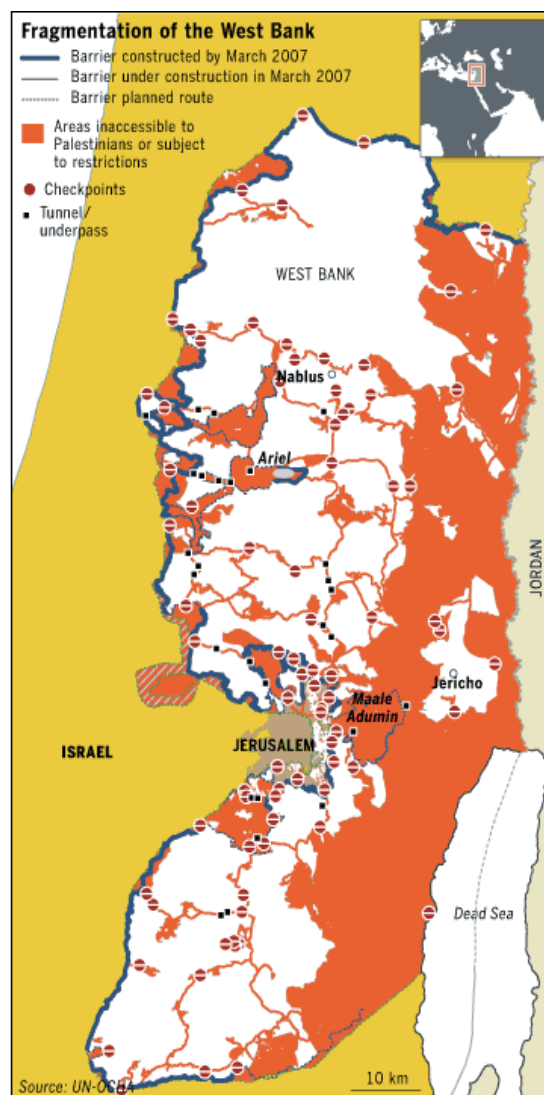 Fragmentation of the West Bank
Barrier constructed by March 2007
Barrier under construction in March 2007
Barrier planned route
Areas inaccessible to
Palestinians or subject
to restrictions
Checkpoints
Tunnel/
underpass
WEST BANK
Nablus
Ariel
JORDAN
Jericho
Maale
Adumin
ISRAEL
JERUSALEM
Dead Sea
10 km
Source: UN-OCHA